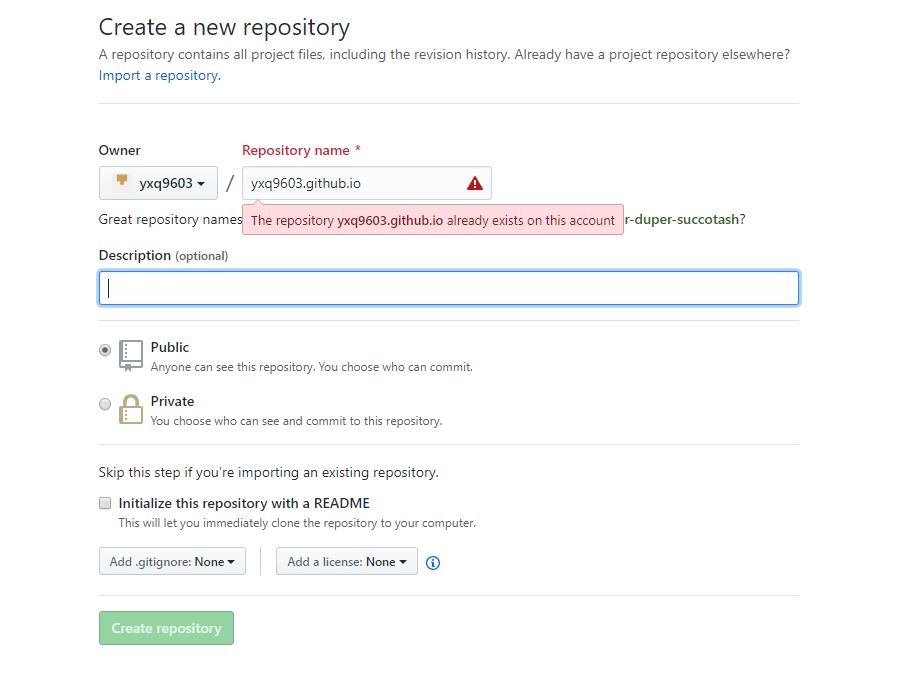 Create a new repository
A repository contains all project files, including the revision history. Already have a project repository elsewhere?
Import a repository.
Owner
Repository name *
yxq9603 / yxq9603.github.io
Great repository names
The repository yxq9603.github.io already exists on this account
r-duper-succotash?
Description (optional)
Public
Anyone can see this repository. You choose who can commit.
Private
You choose who can see and commit to this repository.
Skip this step if you’re importing an existing repository.
Initialize this repository with a README
This will let you immediately clone the repository to your computer.
Add .gitignore: None
Add a license: None
Create repository